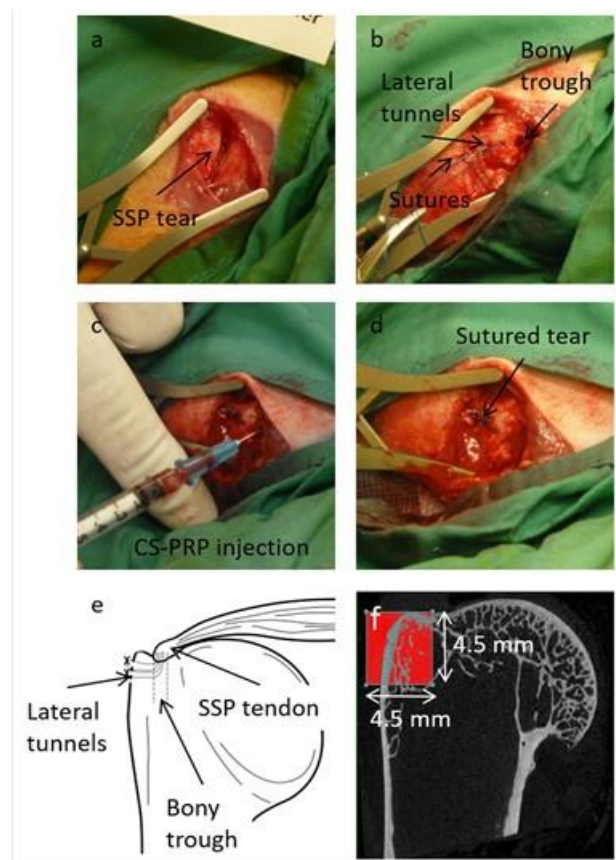 a
SSP tear
b
Bony
trough
Lateral
tunnels
Sutures
c
CS-PRP injection
d
Sutured tear
e
Lateral
tunnels
SSP tendon
Bony
trough
f
4.5 mm
4.5 mm